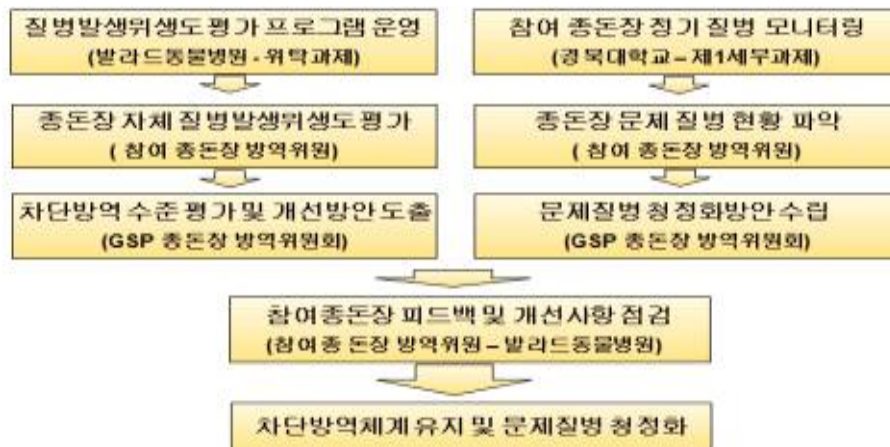 질병발생위생도평가 프로그램 운영
(발라드동물병원 - 위탁과제)
참여 종돈장 정기 질병 모니터링
(경북대학교 – 제1세부과제)
종돈장 자체 질병발생위생도평가
( 참여 종돈장 방역위원)
종돈장 문제 질병 현황 파악
( 참여 종돈장 방역위원)
차단방역 수준 평가 및 개선방안 도출
(GSP 종돈장 방역위원회)
문제질병 청정화방안 수립
(GSP 종돈장 방역위원회)
참여종돈장 피드백 및 개선사항 점검
(참여종 돈장 방역위원 – 발라드동물병원)
차단방역체계 유지 및 문제질병 청정화